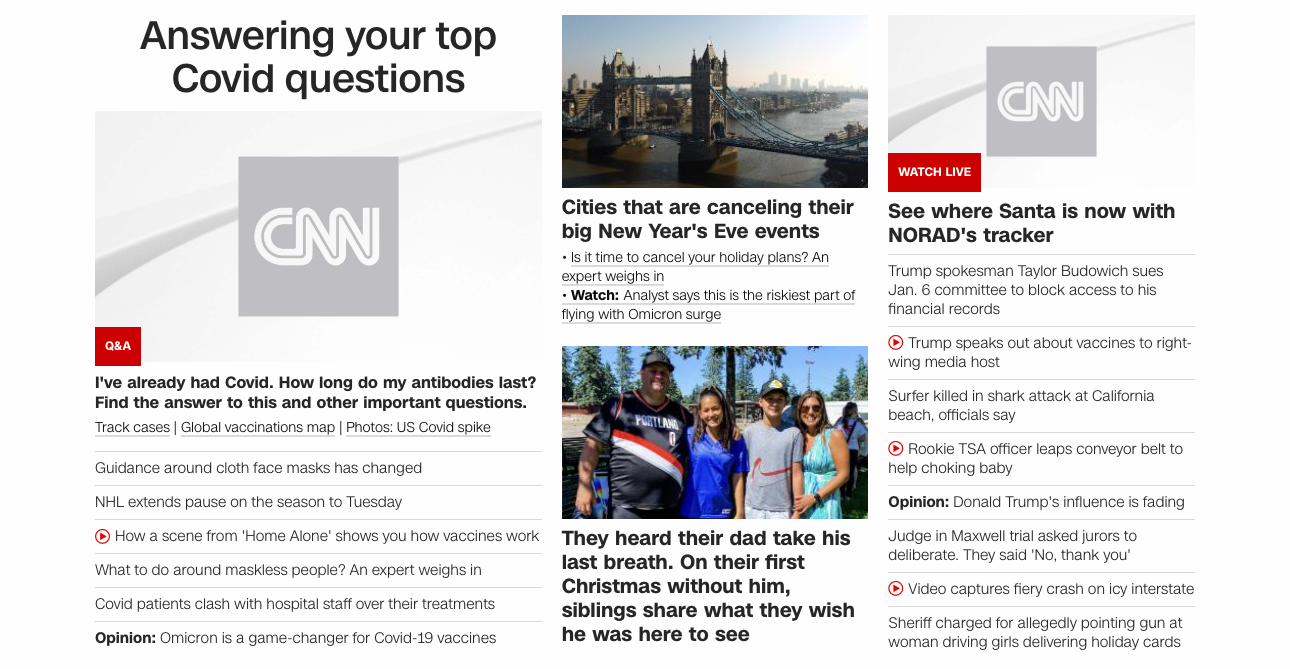 Answering your top
Covid questions
CNN
Q&A
I've already had Covid. How long do my antibodies last?
Find the answer to this and other important questions.
Track cases | Global vaccinations map | Photos: US Covid spike
Guidance around cloth face masks has changed
NHL extends pause on the season to Tuesday
How a scene from 'Home Alone' shows you how vaccines work
What to do around maskless people? An expert weighs in
Covid patients clash with hospital staff over their treatments
Opinion: Omicron is a game-changer for Covid-19 vaccines
Cities that are canceling their
big New Year's Eve events
• Is it time to cancel your holiday plans? An
expert weighs in
• Watch: Analyst says this is the riskiest part of
flying with Omicron surge
PORTLAND
0
They heard their dad take his
last breath. On their first
Christmas without him,
siblings share what they wish
he was here to see
CNN
WATCH LIVE
See where Santa is now with
NORAD's tracker
Trump spokesman Taylor Budowich sues
Jan. 6 committee to block access to his
financial records
Trump speaks out about vaccines to right-
wing media host
Surfer killed in shark attack at California
beach, officials say
Rookie TSA officer leaps conveyor belt to
help choking baby
Opinion: Donald Trump's influence is fading
Judge in Maxwell trial asked jurors to
deliberate. They said 'No, thank you'
Video captures fiery crash on icy interstate
Sheriff charged for allegedly pointing gun at
woman driving girls delivering holiday cards